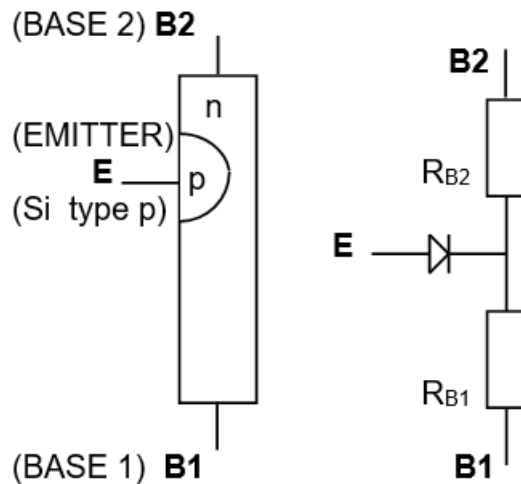 (BASE 2) B2
n
(EMITTER)
E
p
(Si type p)
(BASE 1) B1
B2
RB2
E
RB1
B1